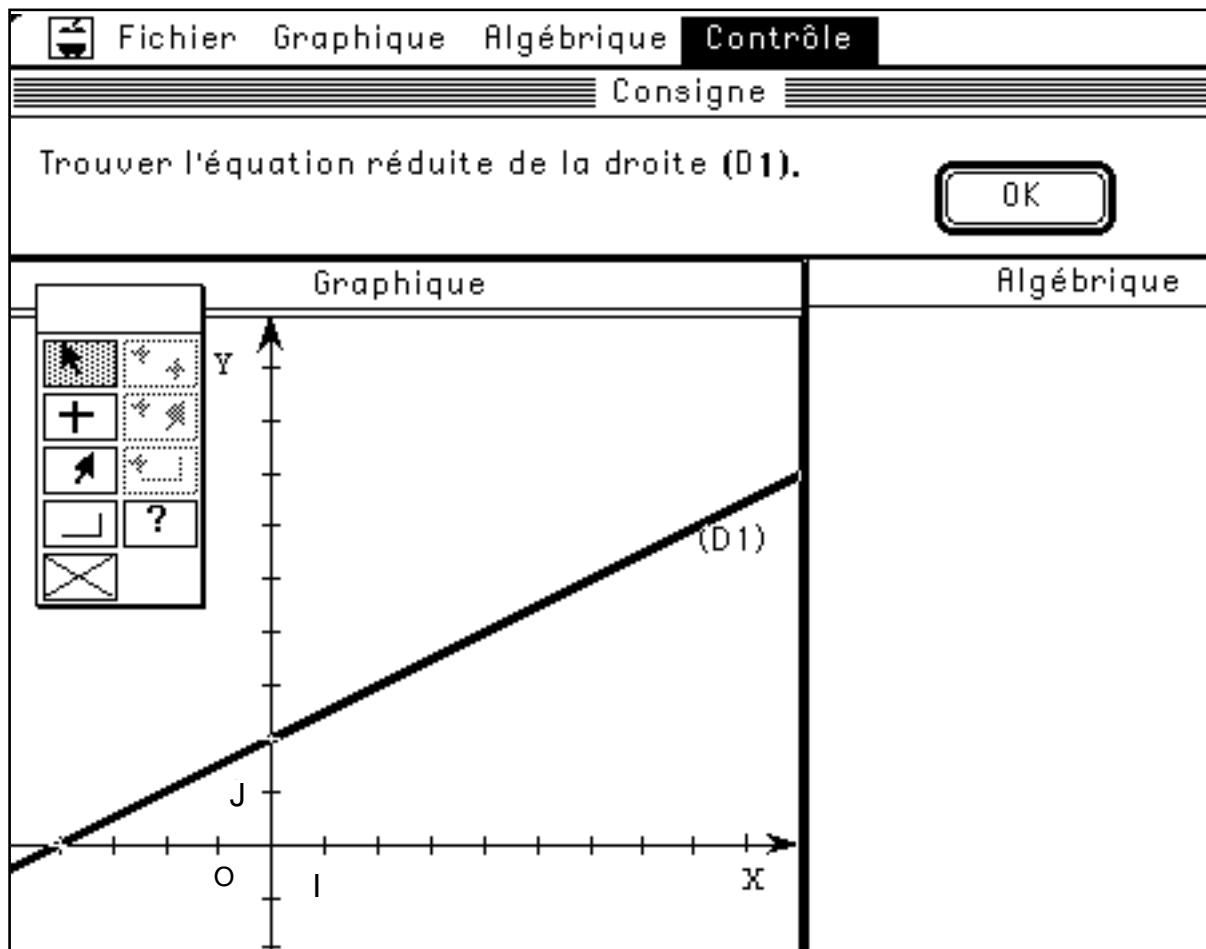 Fichier Graphique Algébrique Contrôle
Consigne
Trouver l'équation réduite de la droite (D1).
OK
Graphique
Algébrique
Y
?
(D1)
J
O
I
X